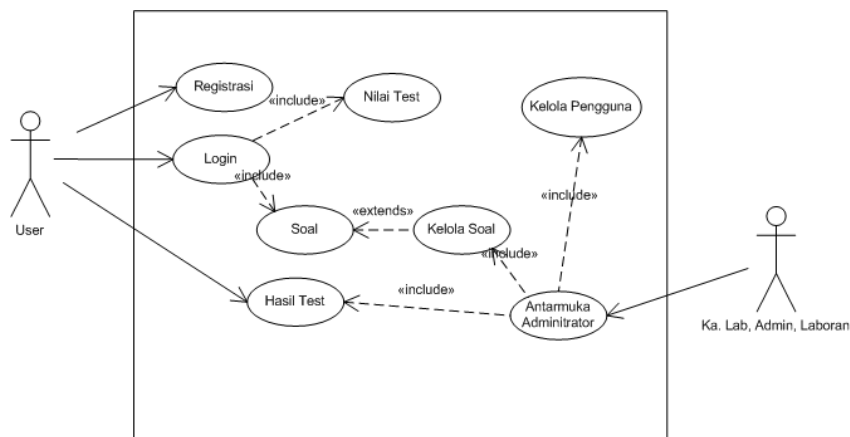 Registrasi
«include»
Nilai Test
Kelola Pengguna
Login
«include»
«include»
User
Soal
«extends»
Kelola Soal
«include»
Hasil Test
«include»
Antarmuka
Adminitrator
Ka. Lab, Admin, Laboran